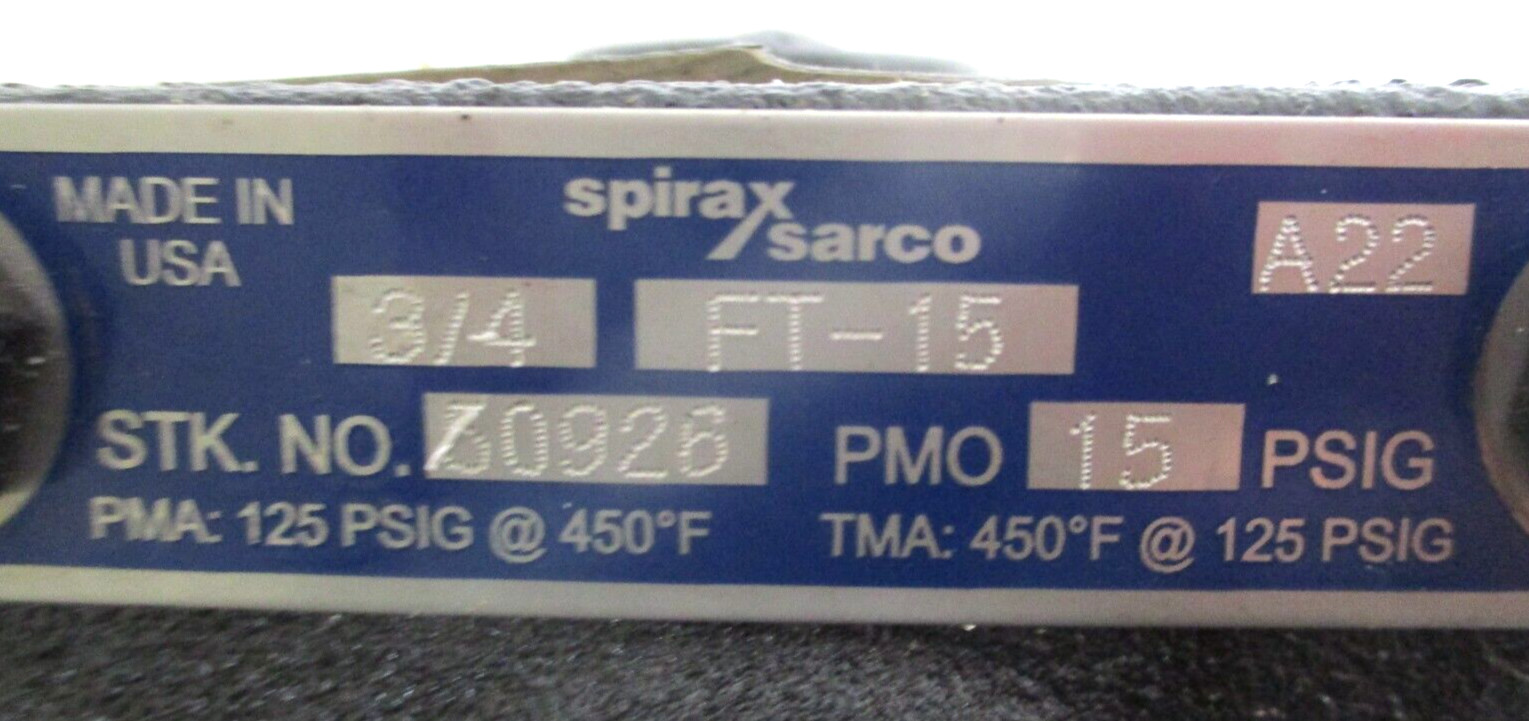 MADE IN
USA
spirax
sarco
A22
3/4 FT-15
STK. NO. PMO 15 PSIG
PMA: 125 PSIG @ 450°F TMA: 450°F @ 125 PSIG